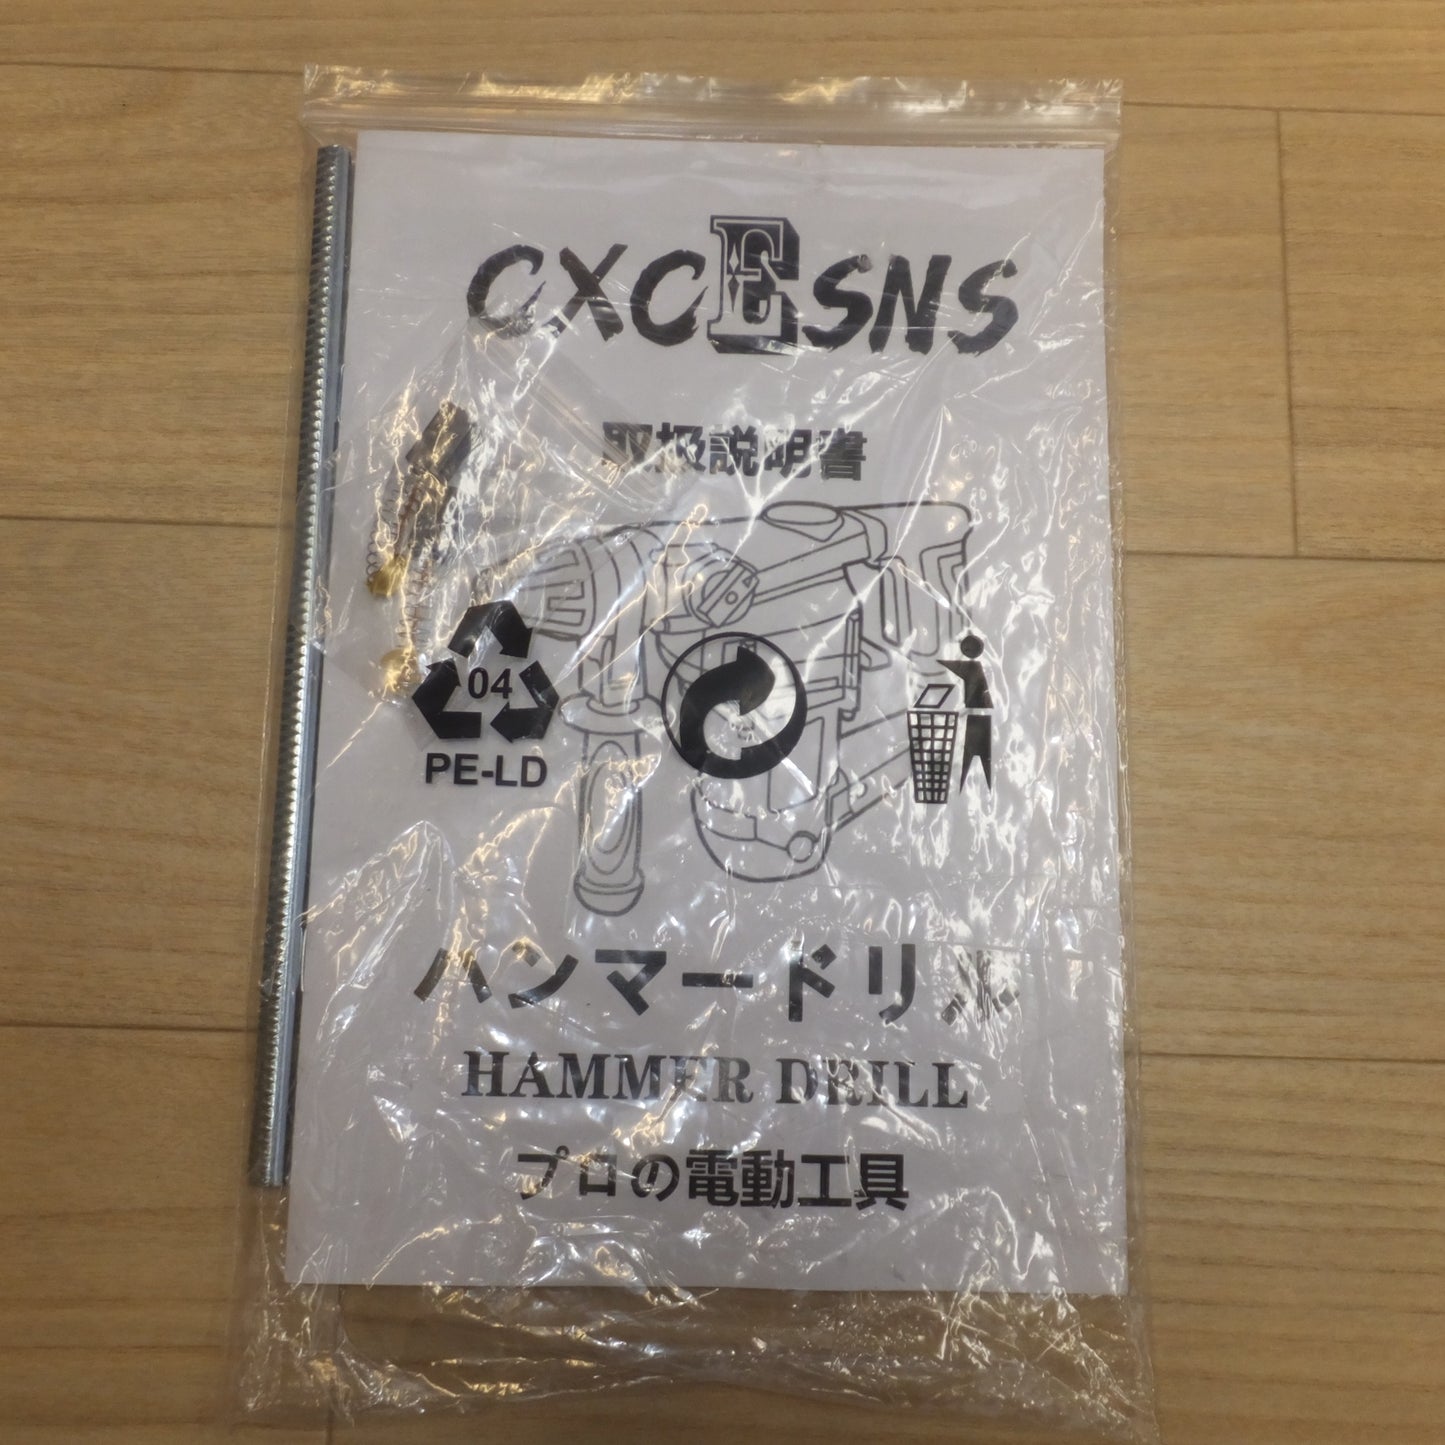 CXCESNS
取扱説明書
04
PE-LD
ハンマードリル
HAMMER DRILL
プロの電動工具